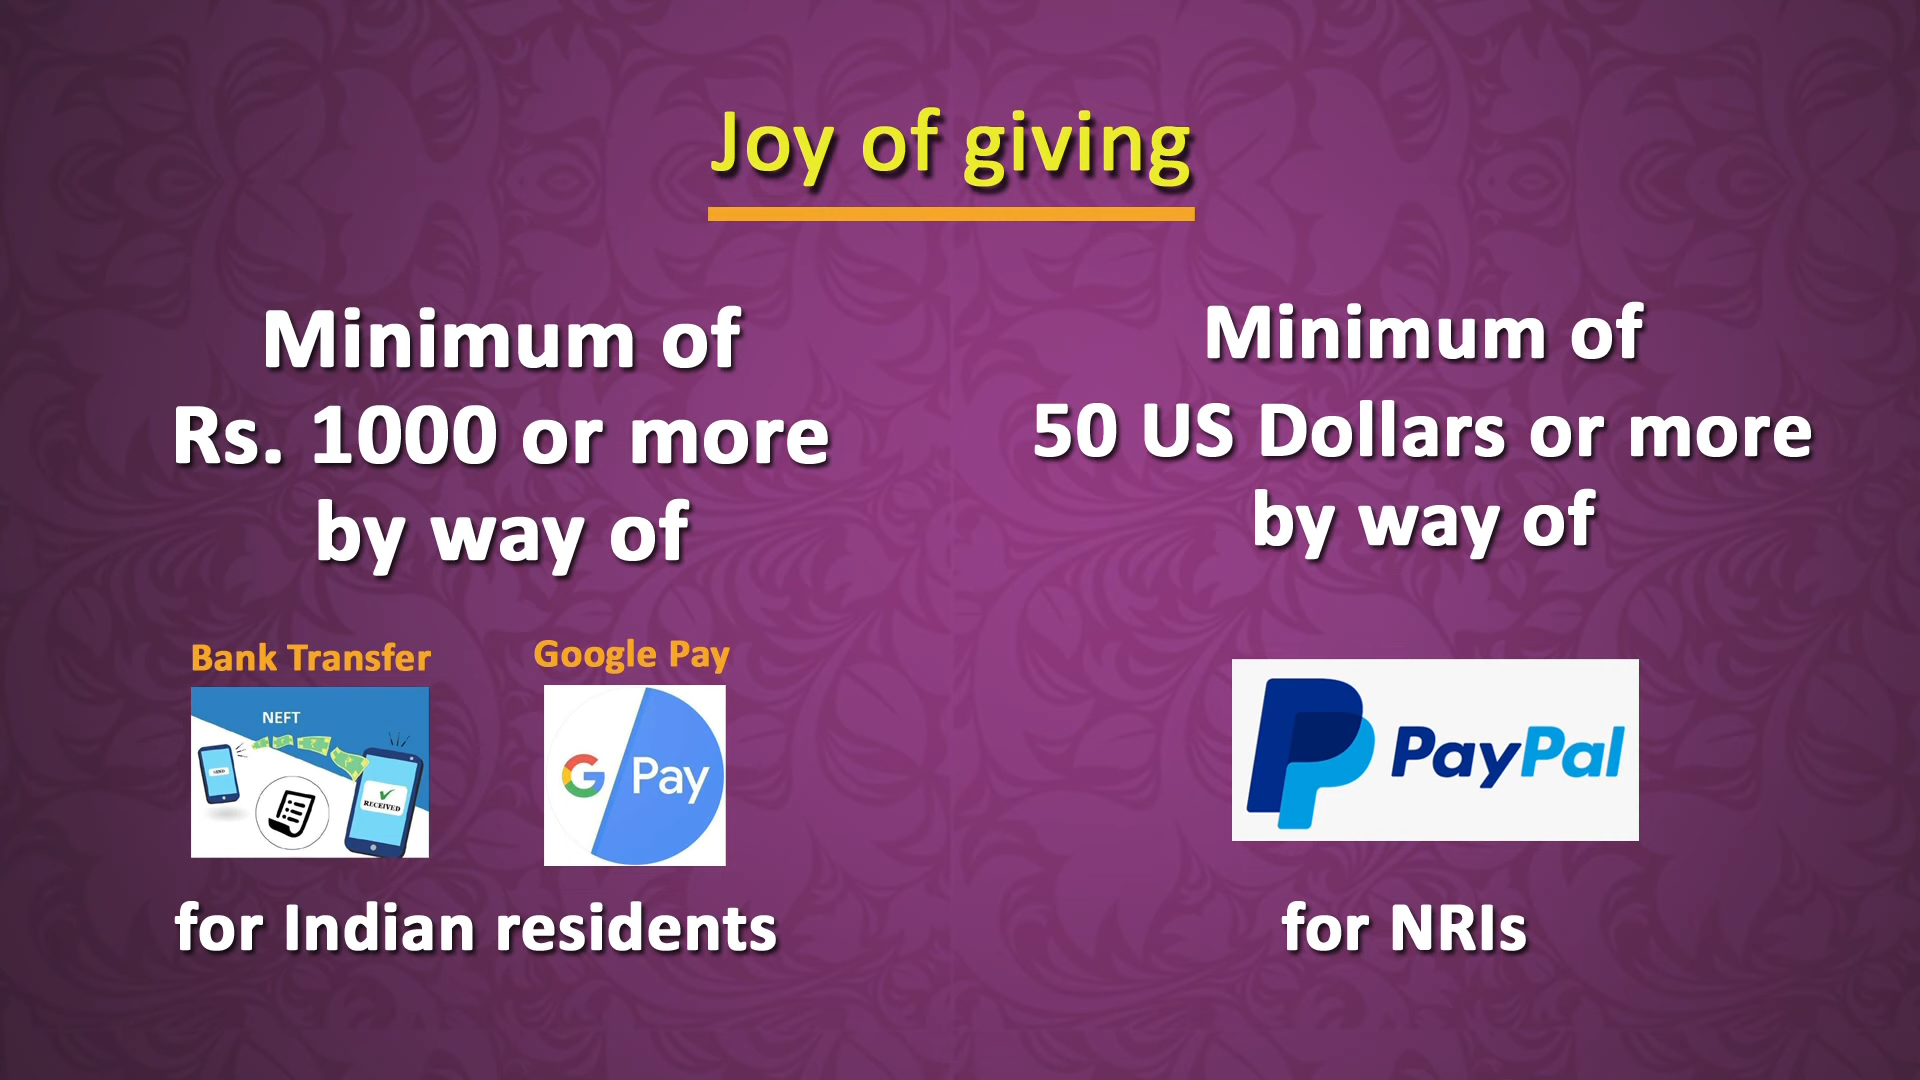 Joy of giving
Minimum of
Rs. 1000 or more
by way of
Bank Transfer
Google Pay
NEFT
SEND
RECEIVED
G Pay
for Indian residents
Minimum of
50 US Dollars or more
by way of
PayPal
for NRIs